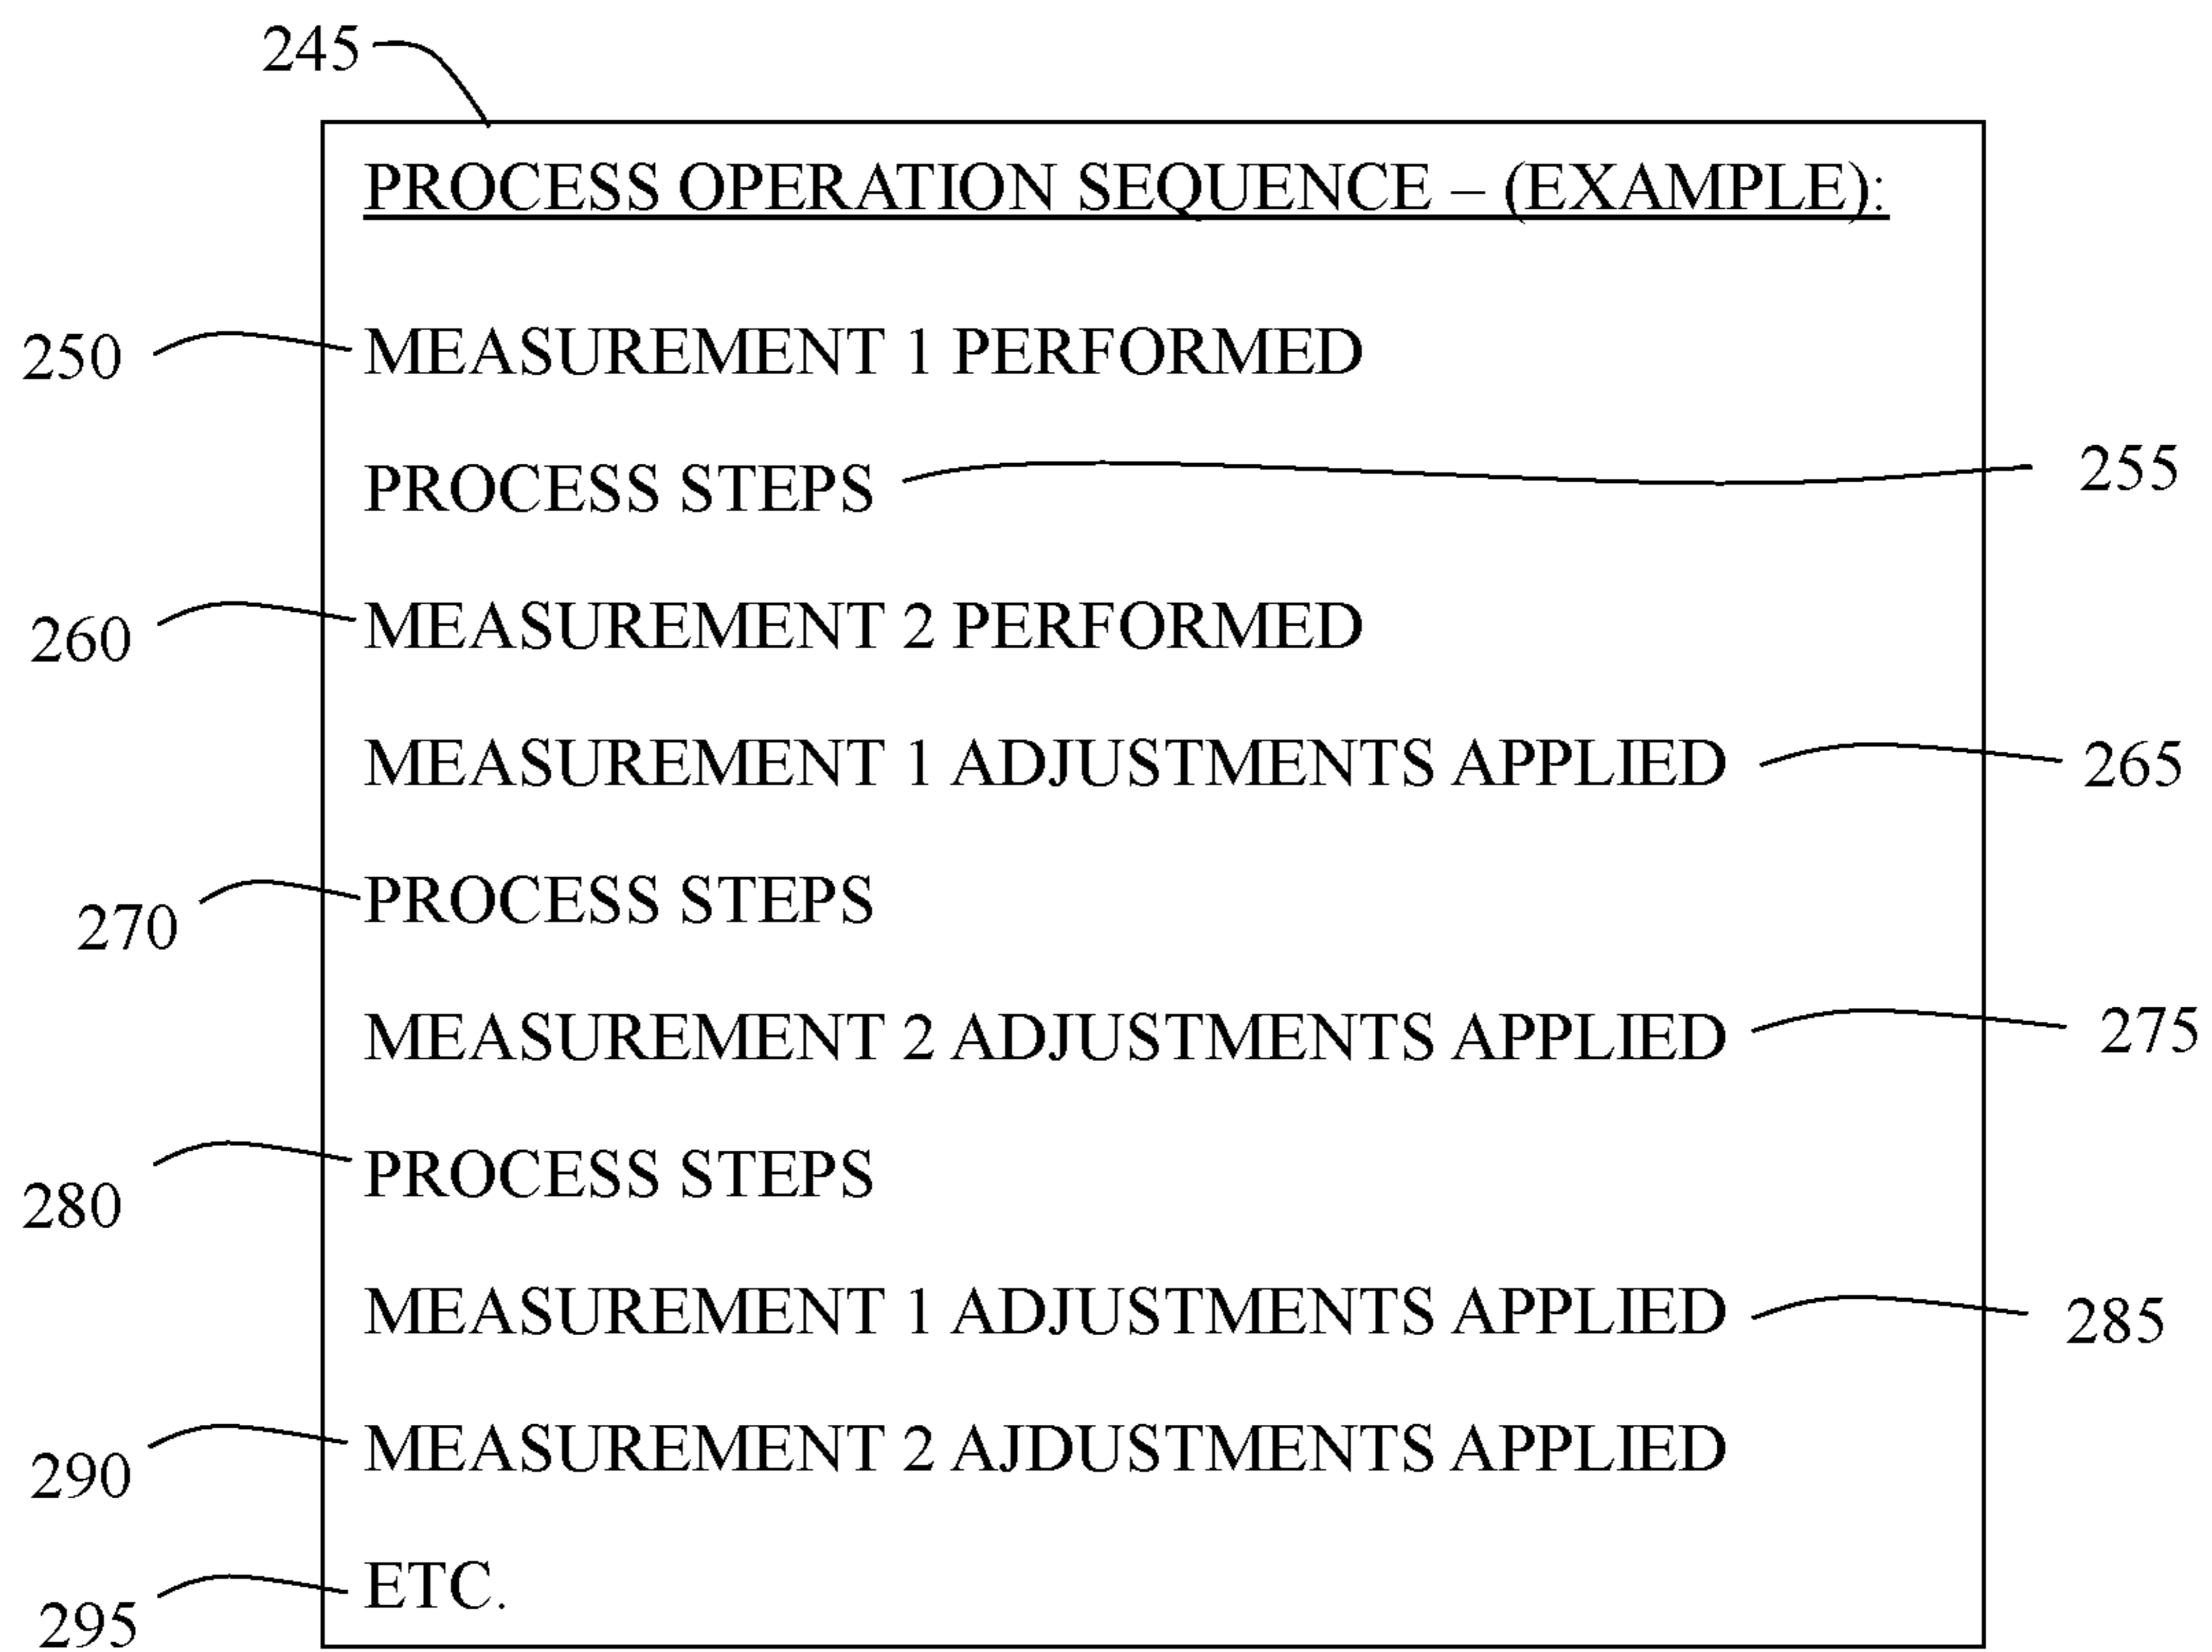 245
PROCESS OPERATION SEQUENCE – (EXAMPLE):
250 MEASUREMENT 1 PERFORMED
PROCESS STEPS 255
260 MEASUREMENT 2 PERFORMED
MEASUREMENT 1 ADJUSTMENTS APPLIED 265
270 PROCESS STEPS
MEASUREMENT 2 ADJUSTMENTS APPLIED 275
280 PROCESS STEPS
MEASUREMENT 1 ADJUSTMENTS APPLIED 285
290 MEASUREMENT 2 AJDUSTMENTS APPLIED
295 ETC.